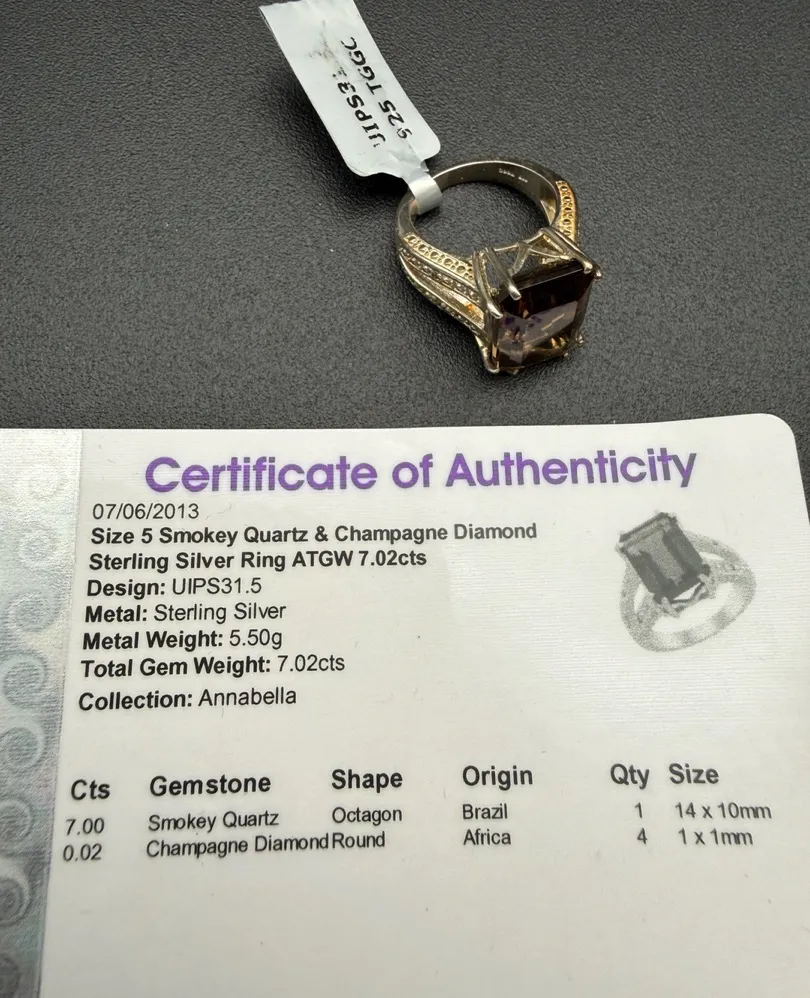 UIPS3
925 TGGC
Certificate of Authenticity
07/06/2013
Size 5 Smokey Quartz & Champagne Diamond
Sterling Silver Ring ATGW 7.02cts
Design: UIPS31.5
Metal: Sterling Silver
Metal Weight: 5.50g
Total Gem Weight: 7.02cts
Collection: Annabella
Cts Gemstone Shape Origin Qty Size
7.00 Smokey Quartz Octagon Brazil 1 14 x 10mm
0.02 Champagne Diamond Round Africa 4 1 x 1mm